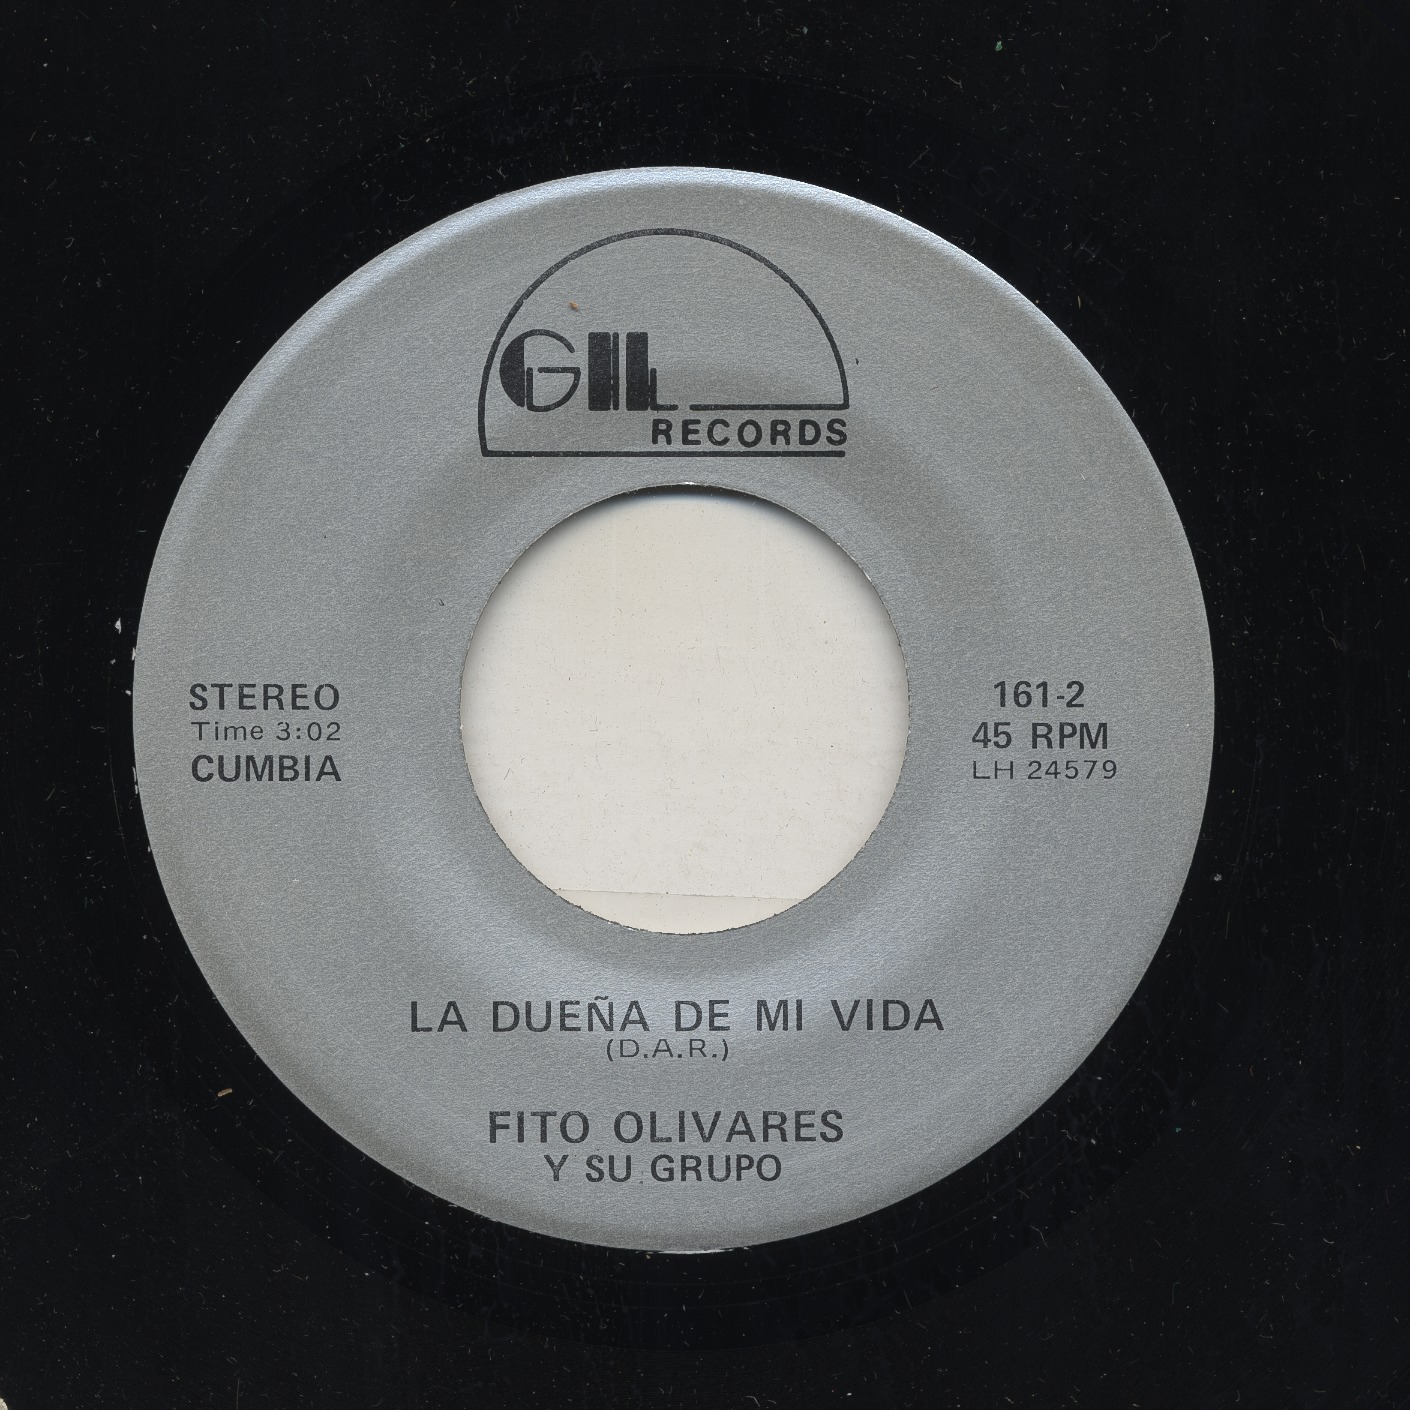 GIL
RECORDS
STEREO
Time 3:02
CUMBIA
161-2
45 RPM
LH 24579
LA DUEÑA DE MI VIDA
(D.A.R.)
FITO OLIVARES
Y SU GRUPO